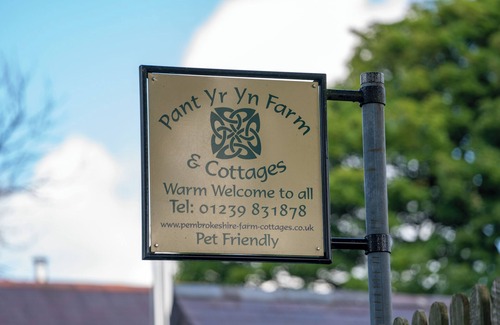 Pant Yr Yn Farm
& Cottages
Warm Welcome to all
Tel: 01239 831878
www.pembrokeshire-farm-cottages.co.uk
Pet Friendly